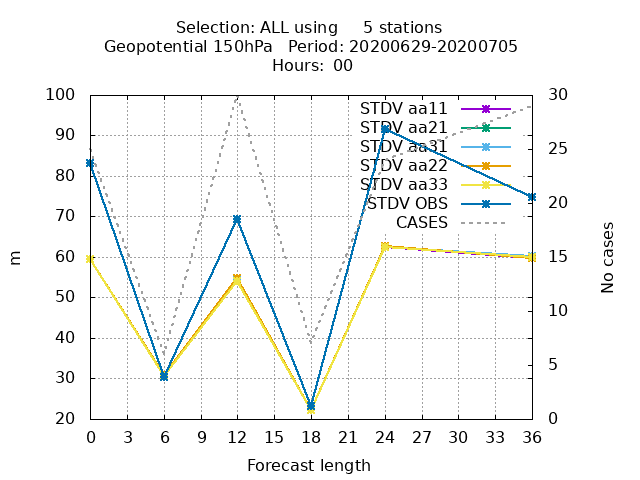 Selection: ALL using     5 stations
Geopotential 150hPa   Period: 20200629-20200705
Hours:  00
100
90
80
70
60
50
40
30
20
m
STDV aa11
STDV aa21
STDV aa31
STDV aa22
STDV aa33
STDV OBS
CASES
30
25
20
15
10
5
0
No cases
0 3 6 9 12 15 18 21 24 27 30 33 36
Forecast length